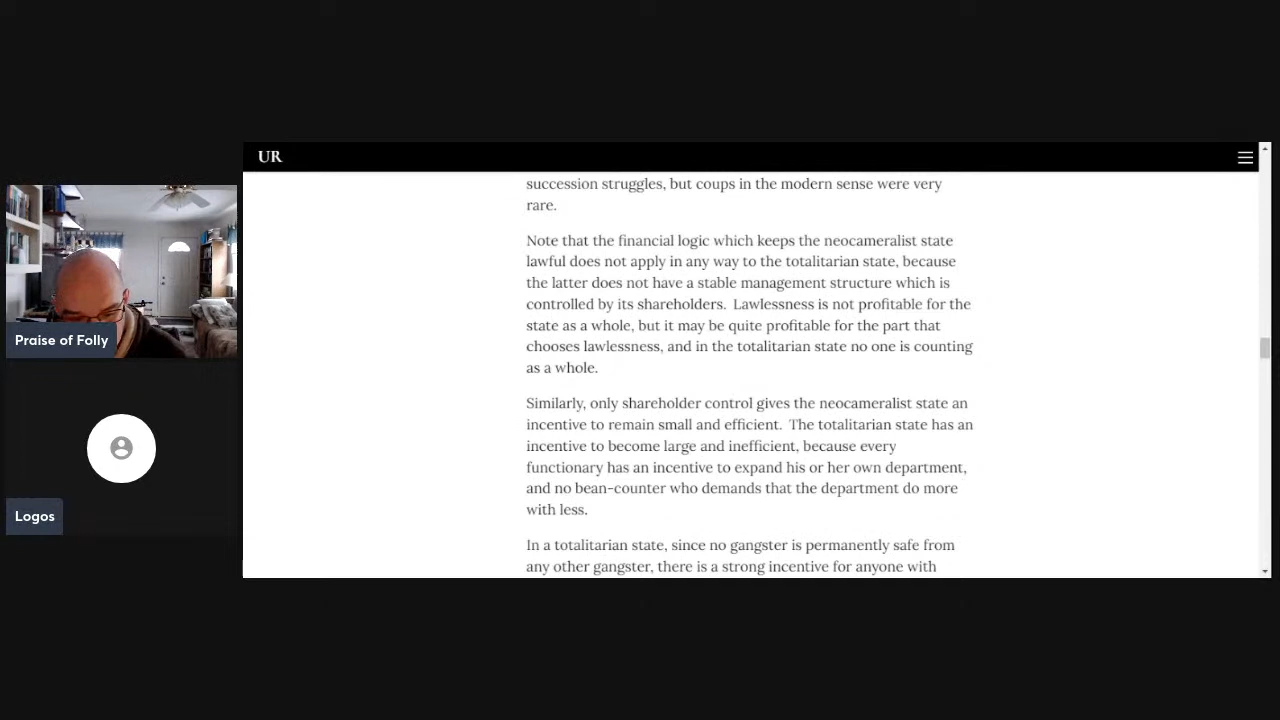 UR
succession struggles, but coups in the modern sense were very
rare.
Note that the financial logic which keeps the neocameralist state
lawful does not apply in any way to the totalitarian state, because
the latter does not have a stable management structure which is
controlled by its shareholders.  Lawlessness is not profitable for the
state as a whole, but it may be quite profitable for the part that
chooses lawlessness, and in the totalitarian state no one is counting
as a whole.
Similarly, only shareholder control gives the neocameralist state an
incentive to remain small and efficient.  The totalitarian state has an
incentive to become large and inefficient, because every
functionary has an incentive to expand his or her own department,
and no bean-counter who demands that the department do more
with less.
In a totalitarian state, since no gangster is permanently safe from
any other gangster, there is a strong incentive for anyone with
Praise of Folly
Logos